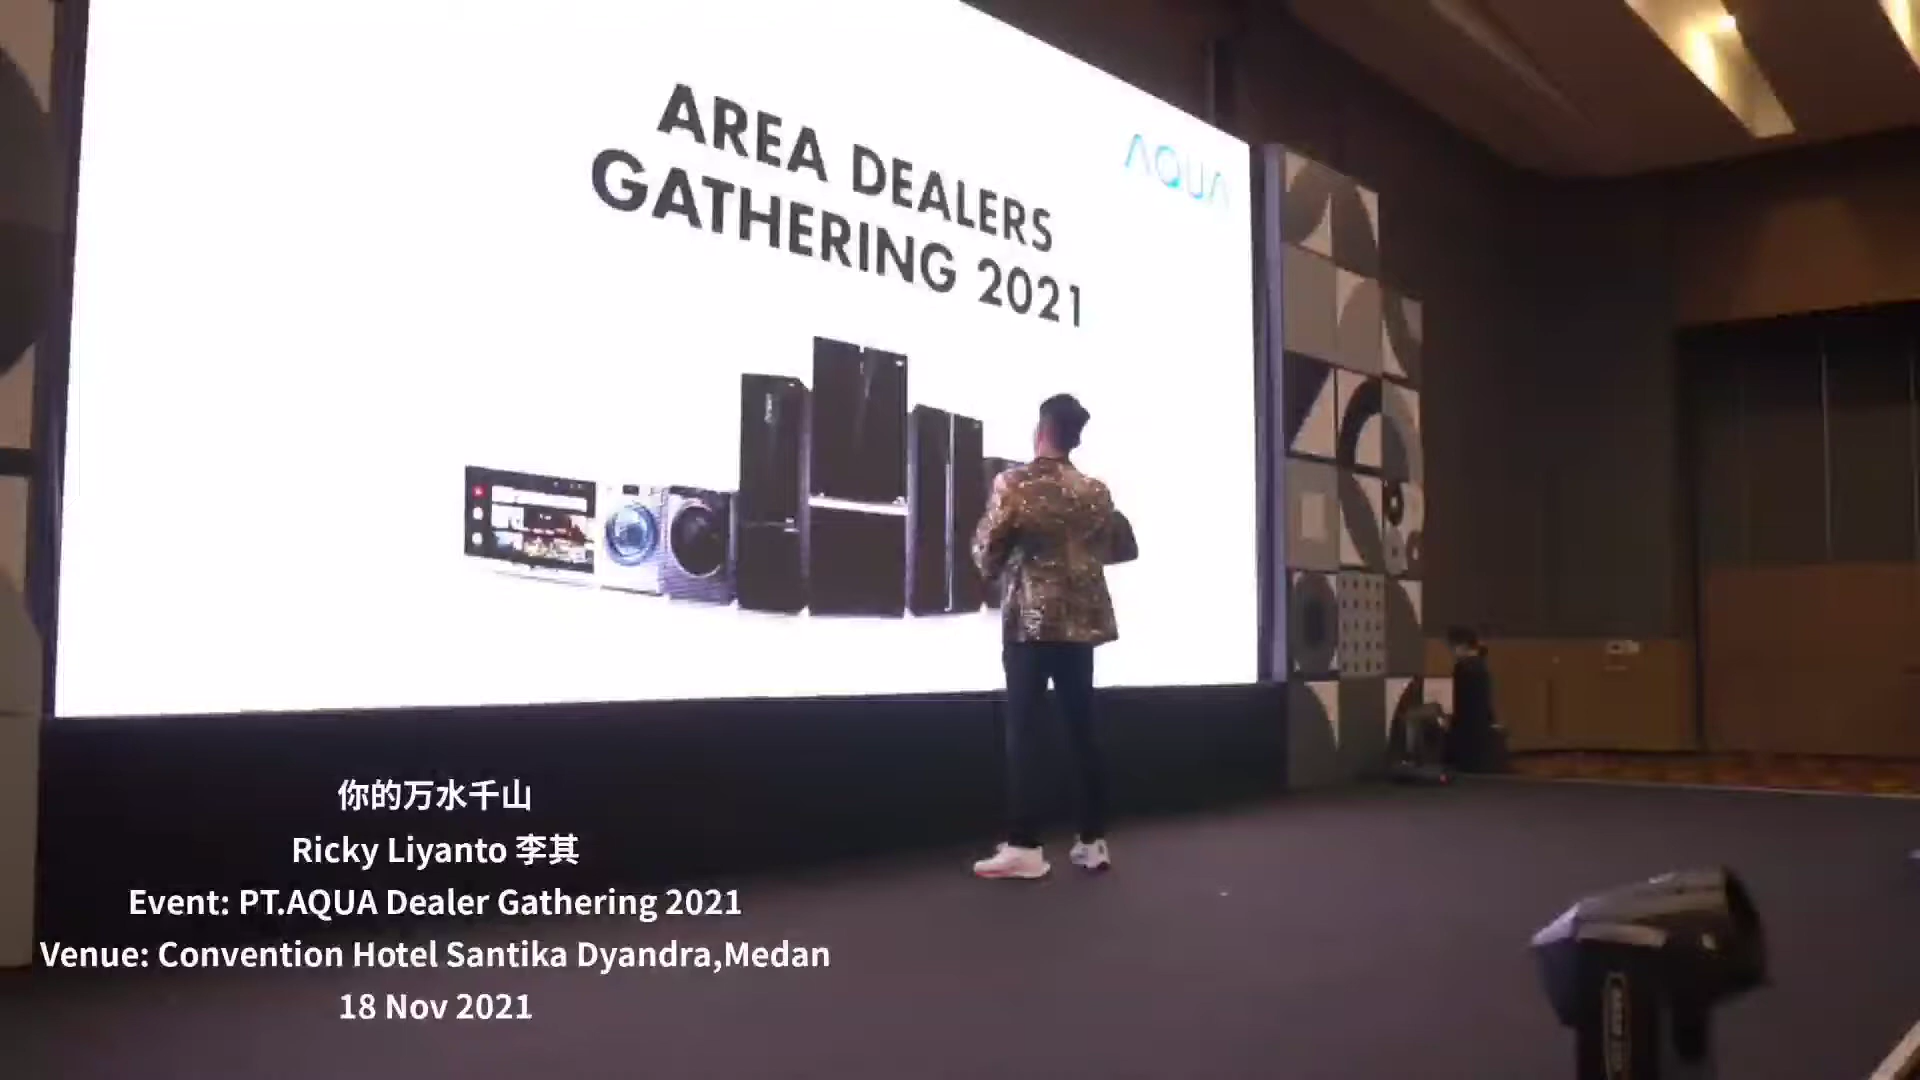 AREA DEALERS
GATHERING 2021
AQUA
你的万水千山
Ricky Liyanto 李其
Event: PT.AQUA Dealer Gathering 2021
Venue: Convention Hotel Santika Dyandra,Medan
18 Nov 2021